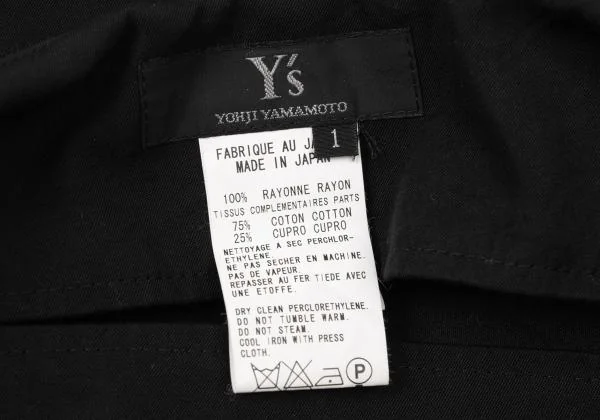 Y's
YOHJI YAMAMOTO
1
FABRIQUE AU
MADE IN JAPAN
100% RAYONNE RAYON
TISSUS COMPLEMENTAIRES PARTS
75% COTON COTTON
25% CUPRO CUPRO
NETTOYAGE A SEC PERCHLOR-
ETHYLENE.
NE PAS SECHER EN MACHINE.
PAS DE VAPEUR.
REPASSER AU FER TIEDE AVEC
UNE ETOFFE.
DRY CLEAN PERCLORETHYLENE.
DO NOT TUMBLE WARM.
DO NOT STEAM.
COOL IRON WITH PRESS
CLOTH.
P